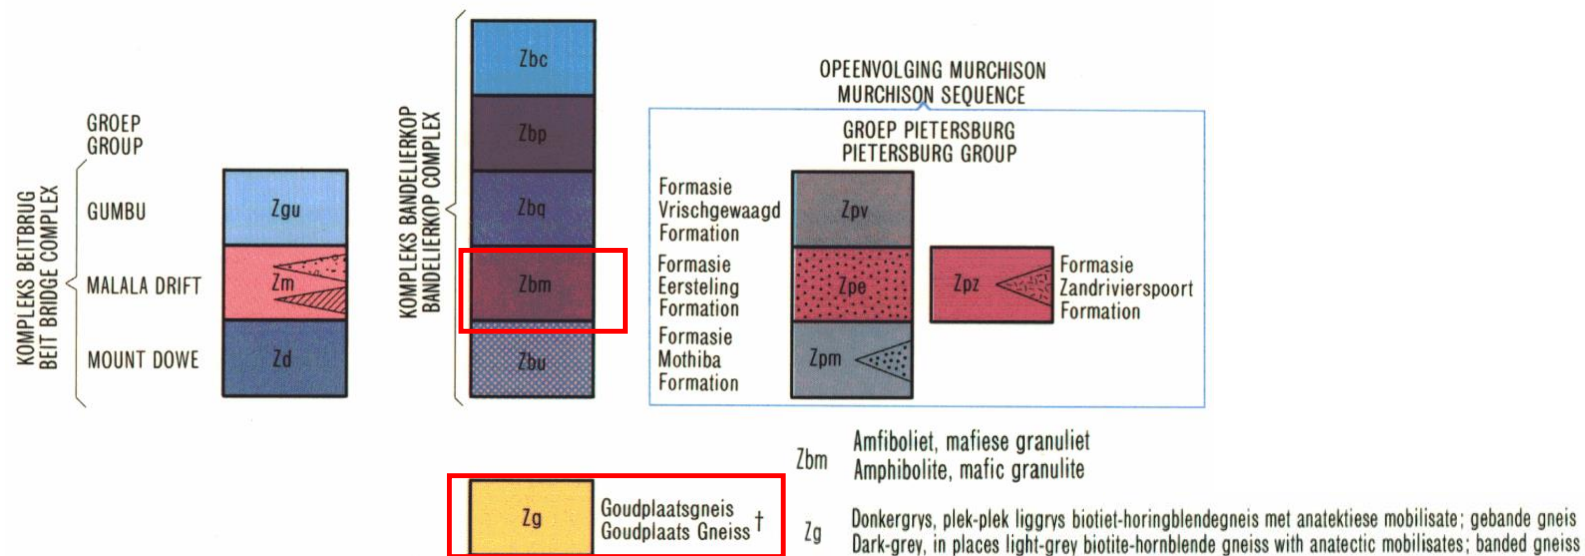 KOMPLEKS BEITBRUG
BEIT BRIDGE COMPLEX
GROEP
GROUP
GUMBU
MALALA DRIFT
MOUNT DOWE
Zgu
Zm
Zd
KOMPLEKS BANDELIERKOP
BANDELIERKOP COMPLEX
Zbc
Zbp
Zbq
Zbm
Zbu
OPEENVOLGING MURCHISON
MURCHISON SEQUENCE
GROEP PIETERSBURG
PIETERSBURG GROUP
Formasie
Vrischgewaagd
Formation
Zpv
Formasie
Eersteling
Formation
Zpe
Zpz
Formasie
Zandrivierspoort
Formation
Formasie
Mothiba
Formation
Zpm
Zg
Goudplaatsgneis
Goudplaats Gneiss †
Zbm
Amfiboliet, mafiese granuliet
Amphibolite, mafic granulite
Zg
Donkergrys, plek-plek liggrys biotiet-horingblendegneis met anatektiese mobilisate; gebande gneis
Dark-grey, in places light-grey biotite-hornblende gneiss with anatectic mobilisates; banded gneiss